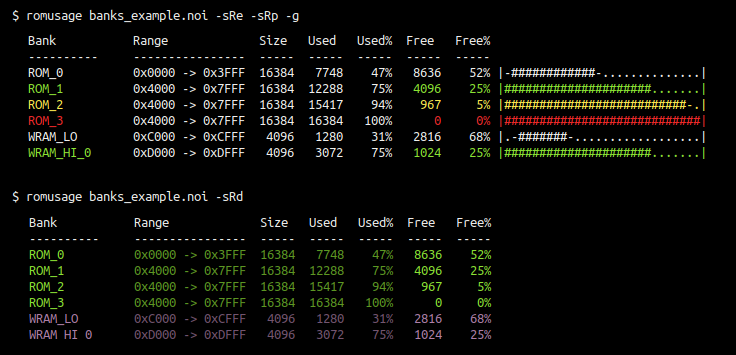 $ romusage banks_example.noi -sRe -sRp -g
Bank Range Size Used Used% Free Free%
---------- ---------------- ----- ----- ----- ----- -----
ROM_0 0x0000 -> 0x3FFF 16384 7748 47% 8636 52% |-############-..............|
ROM_1 0x4000 -> 0x7FFF 16384 12288 75% 4096 25% |#####################.......|
ROM_2 0x4000 -> 0x7FFF 16384 15417 94% 967 5% |##########################-.|
ROM_3 0x4000 -> 0x7FFF 16384 16384 100% 0 0% |############################|
WRAM_LO 0xC000 -> 0xCFFF 4096 1280 31% 2816 68% |.-#######-..................|
WRAM_HI_0 0xD000 -> 0xDFFF 4096 3072 75% 1024 25% |#####################.......|
$ romusage banks_example.noi -sRd
Bank Range Size Used Used% Free Free%
---------- ---------------- ----- ----- ----- ----- -----
ROM_0 0x0000 -> 0x3FFF 16384 7748 47% 8636 52%
ROM_1 0x4000 -> 0x7FFF 16384 12288 75% 4096 25%
ROM_2 0x4000 -> 0x7FFF 16384 15417 94% 967 5%
ROM_3 0x4000 -> 0x7FFF 16384 16384 100% 0 0%
WRAM_LO 0xC000 -> 0xCFFF 4096 1280 31% 2816 68%
WRAM HI 0 0xD000 -> 0xDFFF 4096 3072 75% 1024 25%